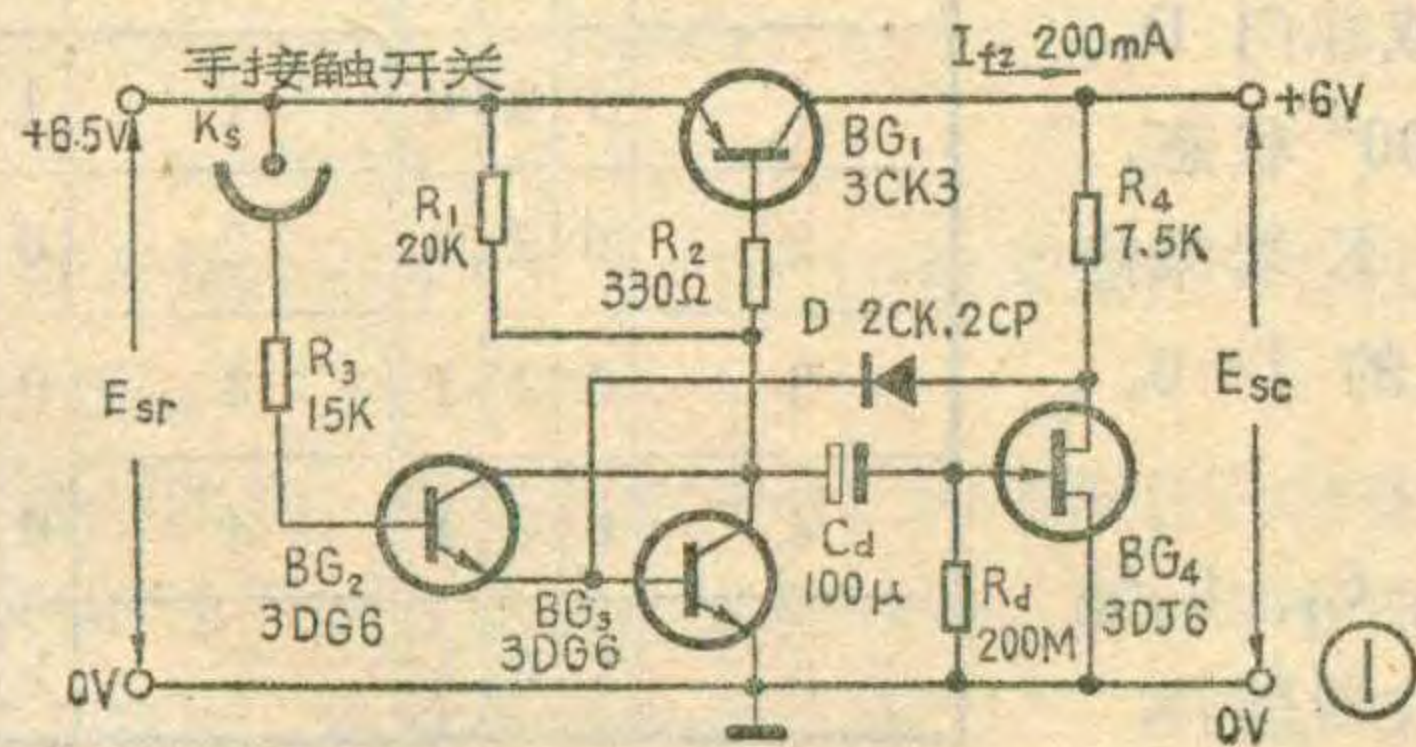 手接触开关
I_fz 200mA
+6.5V
Ks
BG₁
3CK3
+6V
R₁
20K
R₂
330Ω
R₄
7.5K
D 2CK.2CP
R₃
15K
Esr
Esc
BG₂
3DG6
BG₃
3DG6
Cd
100μ
Rd
200M
BG₄
3DJ6
0V
0V
①